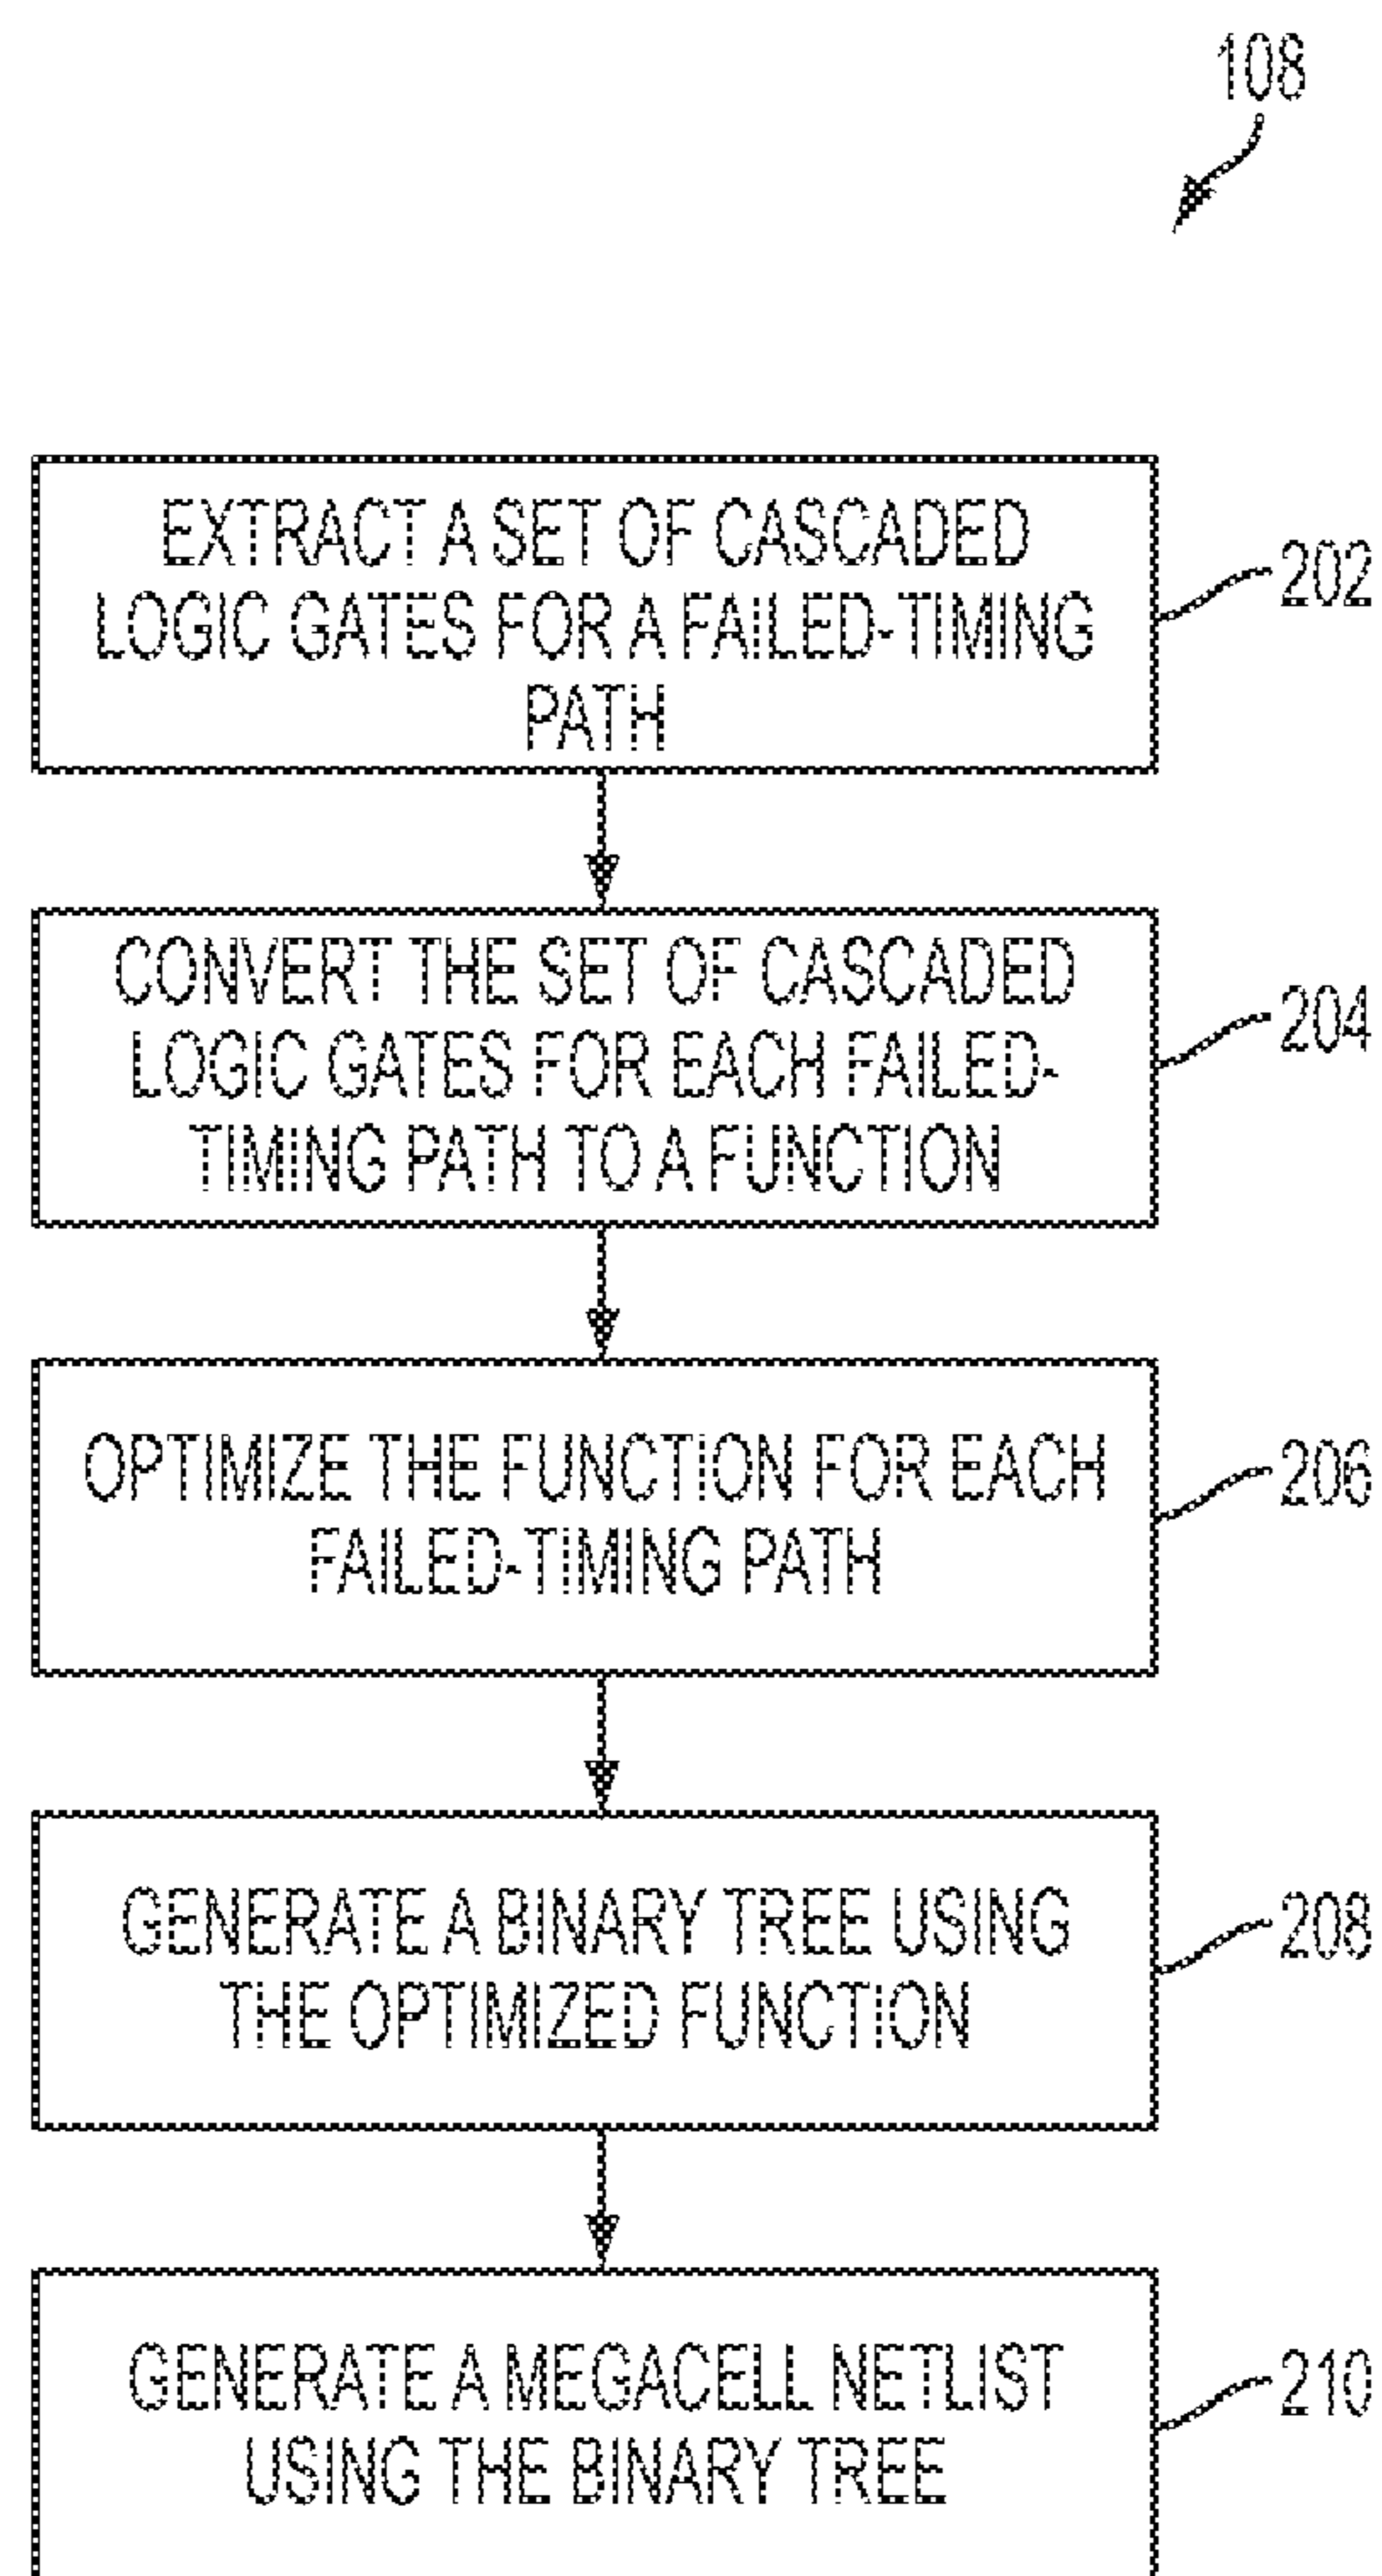 108
EXTRACT A SET OF CASCADED
LOGIC GATES FOR A FAILED-TIMING
PATH
202
CONVERT THE SET OF CASCADED
LOGIC GATES FOR EACH FAILED-
TIMING PATH TO A FUNCTION
204
OPTIMIZE THE FUNCTION FOR EACH
FAILED-TIMING PATH
206
GENERATE A BINARY TREE USING
THE OPTIMIZED FUNCTION
208
GENERATE A MEGACELL NETLIST
USING THE BINARY TREE
210